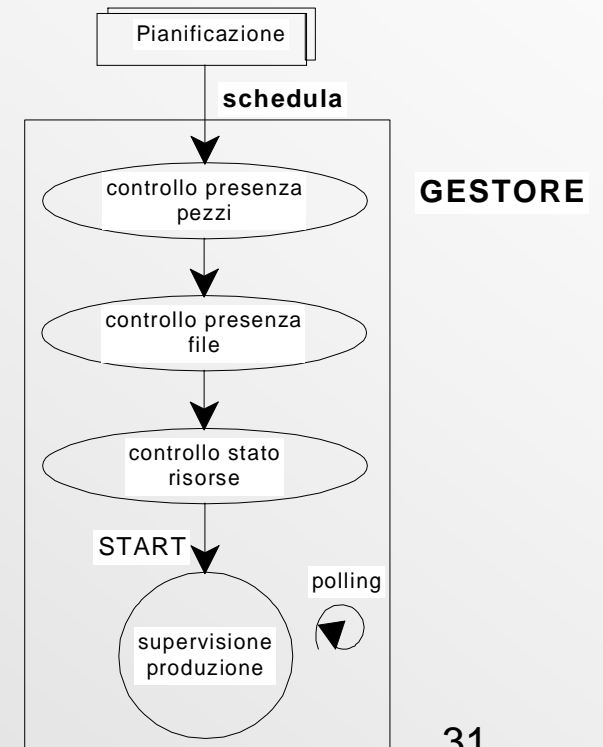 Pianificazione
schedula
controllo presenza
pezzi
GESTORE
controllo presenza
file
controllo stato
risorse
START
polling
supervisione
produzione
31